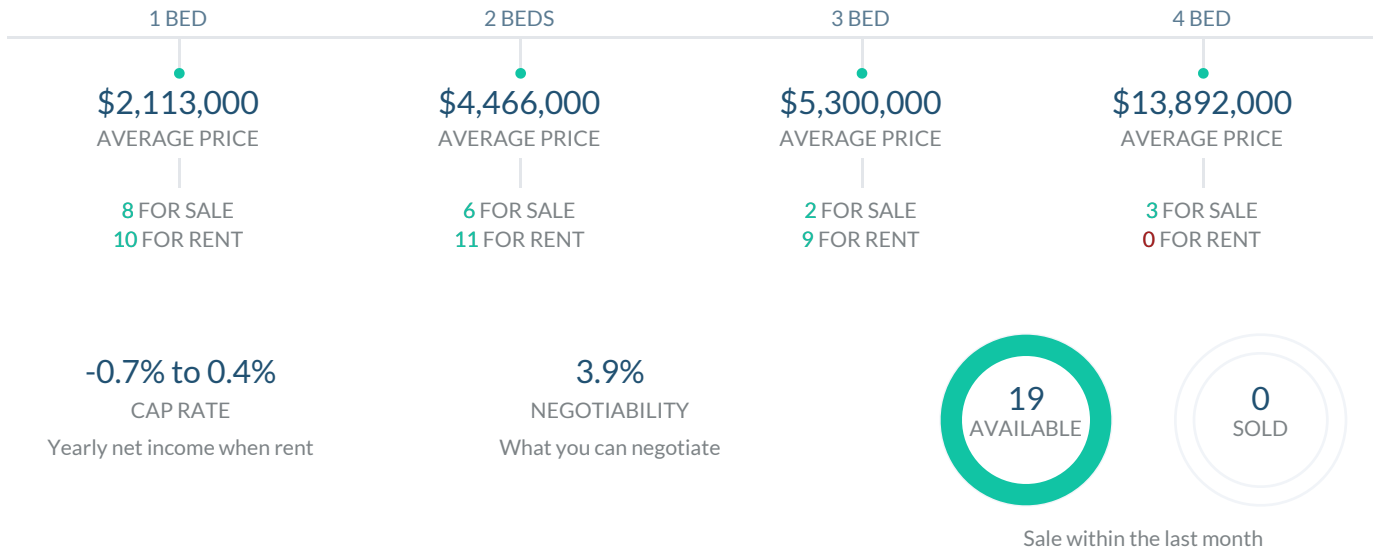 1 BED
2 BEDS
3 BED
4 BED
$2,113,000
$4,466,000
$5,300,000
$13,892,000
AVERAGE PRICE
AVERAGE PRICE
AVERAGE PRICE
AVERAGE PRICE
8 FOR SALE
6 FOR SALE
2 FOR SALE
3 FOR SALE
10 FOR RENT
11 FOR RENT
9 FOR RENT
0 FOR RENT
-0.7% to 0.4%
CAP RATE
Yearly net income when rent
3.9%
NEGOTIABILITY
What you can negotiate
19
AVAILABLE
0
SOLD
Sale within the last month